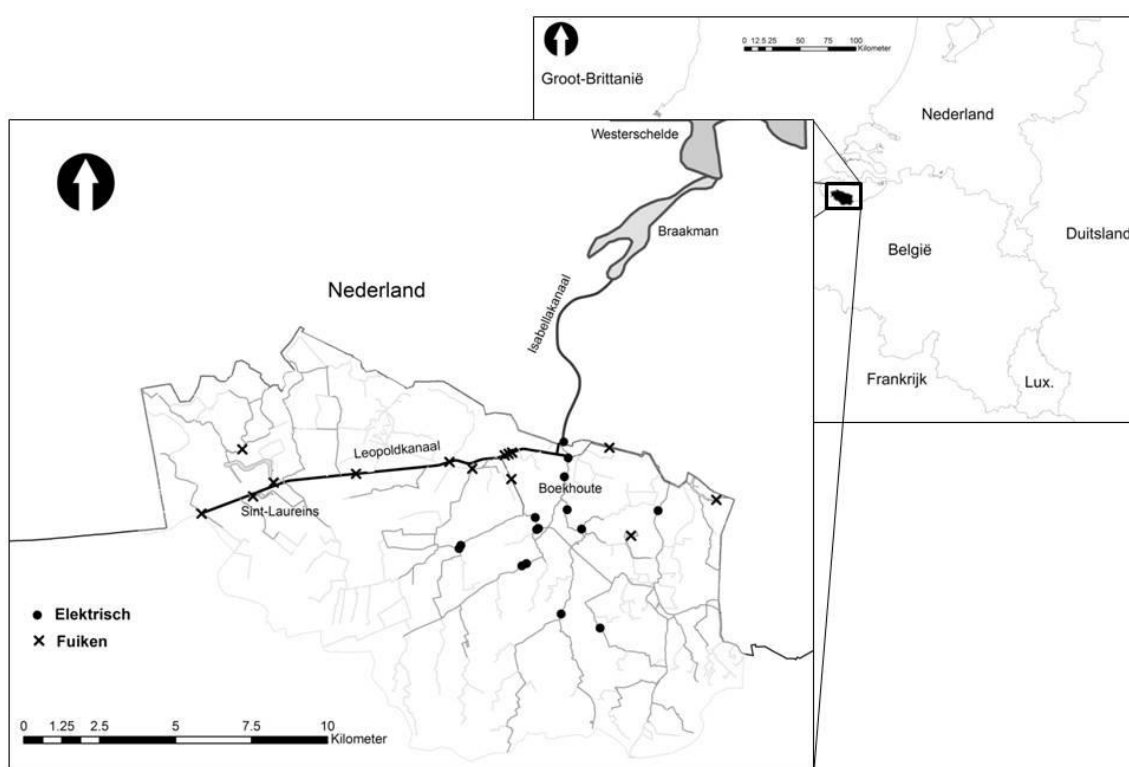 0 12.5 25 50 75 100
Kilometer
Groot-Brittanië
Nederland
België
Duitsland
Frankrijk
Lux.
Westerschelde
Braakman
Isabellakanaal
Nederland
Leopoldkanaal
Boekhoute
Sint-Laureins
Elektrisch
Fuiken
0 1.25 2.5 5 7.5 10
Kilometer